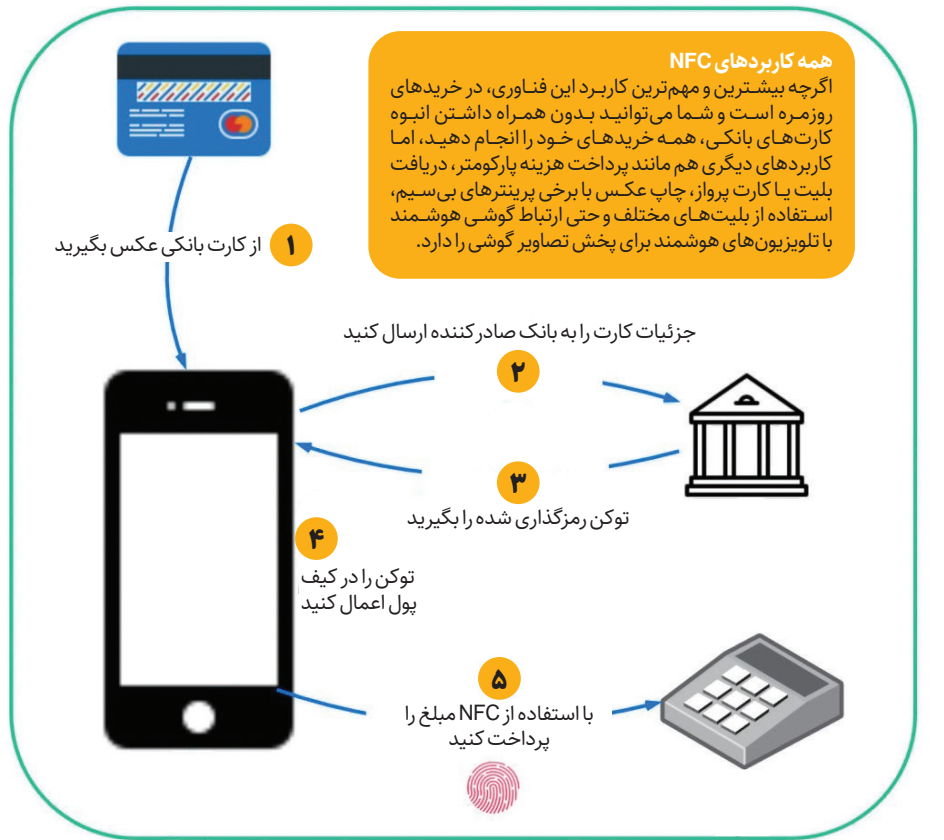 همه کاربردهای NFC
اگرچه بیشترین و مهم‌ترین کاربرد این فناوری، در خریدهای
روزمره است و شما می‌توانید بدون همراه داشتن انبوه
کارت‌های بانکی، همه خریدهای خود را انجام دهید، اما
کاربردهای دیگری هم مانند پرداخت هزینه پارکومتر، دریافت
بلیت یا کارت پرواز، چاپ عکس با برخی پرینترهای بی‌سیم،
استفاده از بلیت‌های مختلف و حتی ارتباط گوشی هوشمند
با تلویزیون‌های هوشمند برای پخش تصاویر گوشی را دارد.
۱ از کارت بانکی عکس بگیرید
جزئیات کارت را به بانک صادرکننده ارسال کنید
۲
۳
توکن رمزگذاری شده را بگیرید
۴
توکن را در کیف
پول اعمال کنید
۵
با استفاده از NFC مبلغ را
پرداخت کنید